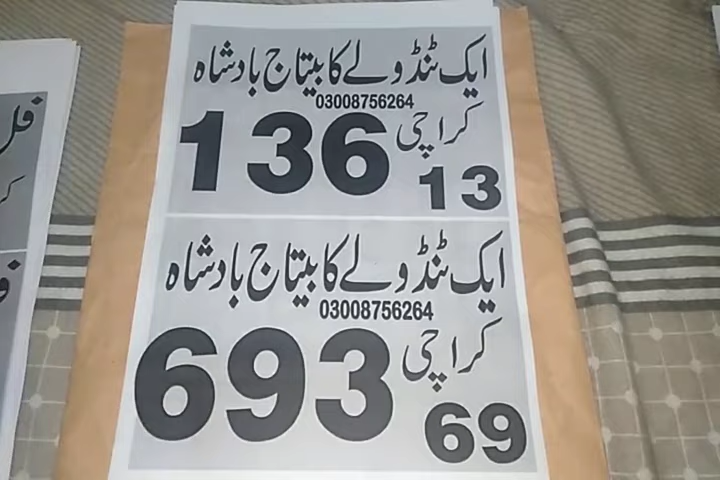 ایک ٹنڈولے کا بیتاج بادشاہ
03008756264
کراچی
136
13
ایک ٹنڈولے کا بیتاج بادشاہ
03008756264
کراچی
693
69